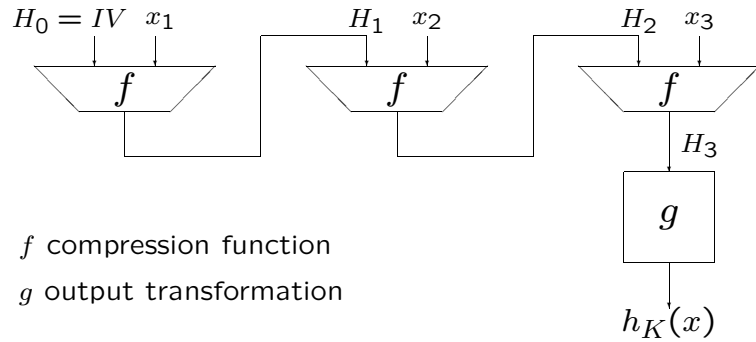 H₀ = IV x₁ H₁ x₂ H₂ x₃
f f f
H₃
g
f compression function
g output transformation
h_K(x)